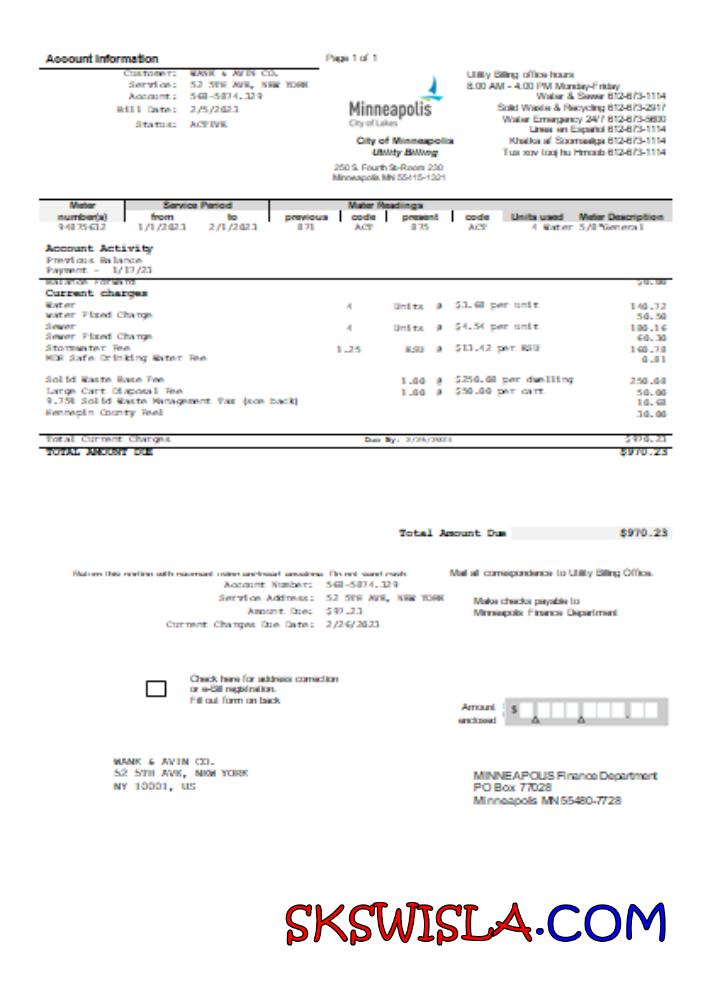 Account Information
Page 1 of 1
Customer: WANK & AVIN CO.
Service: 52 5TH AVE, NEW YORK
Account: 568-5874.329
Bill Date: 2/5/2023
Status: ACTIVE
Minneapolis
City of Lakes
City of Minneapolis
Utility Billing
250 S. Fourth St-Room 230
Minneapolis MN 55415-1321
Utility Billing office hours
8:00 AM - 4:00 PM Monday-Friday
Water & Sewer 612-673-1114
Solid Waste & Recycling 612-673-2917
Water Emergency 24/7 612-673-5600
Linea en Español 612-673-1114
Khatka af Soomaaliga 612-673-1114
Tus xov tooj hu Hmoob 612-673-1114
Meter Service Period Mater Readings
number(s) from to previous code present code Units used Meter Description
94875612 1/1/2023 2/1/2023 871 ACT 875 ACT 4 Water 5/8"General
Account Activity
Previous Balance
Payment - 1/17/23
Balance Forward $0.00
Current charges
Water 4 Units @ $3.68 per unit 140.72
Water Fixed Charge 50.50
Sewer 4 Units @ $4.54 per unit 180.16
Sewer Fixed Charge 60.30
Stormwater Fee 1.25 ESU @ $13.42 per ESU 160.78
MDH Safe Drinking Water Fee 0.81
Solid Waste Base Fee 1.00 @ $250.08 per dwelling 250.08
Large Cart Disposal Fee 1.00 @ $50.00 per cart 50.00
9.75% Solid Waste Management Tax (see back) 10.68
Hennepin County Feel 30.00
Total Current Charges Due By: 2/26/2023 $970.23
TOTAL AMOUNT DUE $970.23
Total Amount Due $970.23
Return this portion with payment using enclosed envelope. Do not send cash
Mail all correspondence to Utility Billing Office.
Account Number: 568-5874.329
Service Address: 52 5TH AVE, NEW YORK
Amount Due: $97.23
Current Charges Due Date: 2/26/2023
Make checks payable to
Minneapolis Finance Department
Check here for address correction
or e-Bill registration.
Fill out form on back
Amount
enclosed
$
WANK & AVIN CO.
52 5TH AVE, NEW YORK
NY 10001, US
MINNEAPOLIS Finance Department
PO Box 77028
Minneapolis MN 55480-7728
SKSWISLA.COM